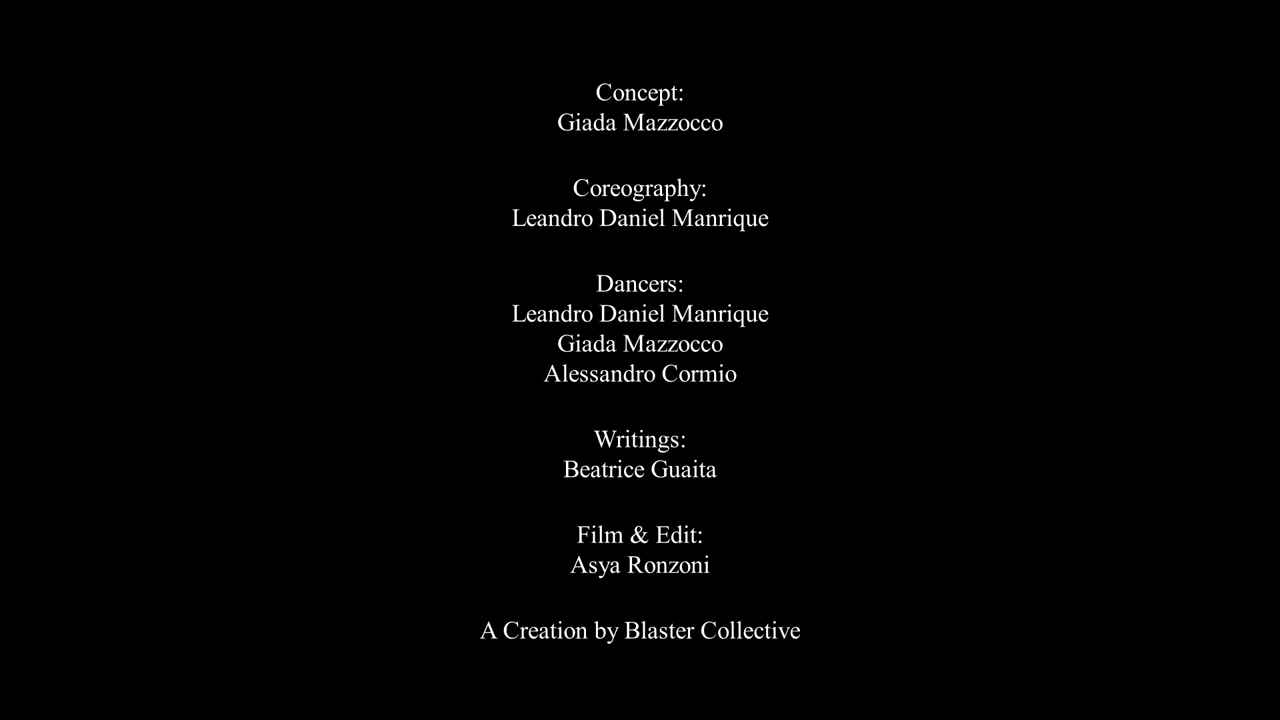 Concept:
Giada Mazzocco
Coreography:
Leandro Daniel Manrique
Dancers:
Leandro Daniel Manrique
Giada Mazzocco
Alessandro Cormio
Writings:
Beatrice Guaita
Film & Edit:
Asya Ronzoni
A Creation by Blaster Collective